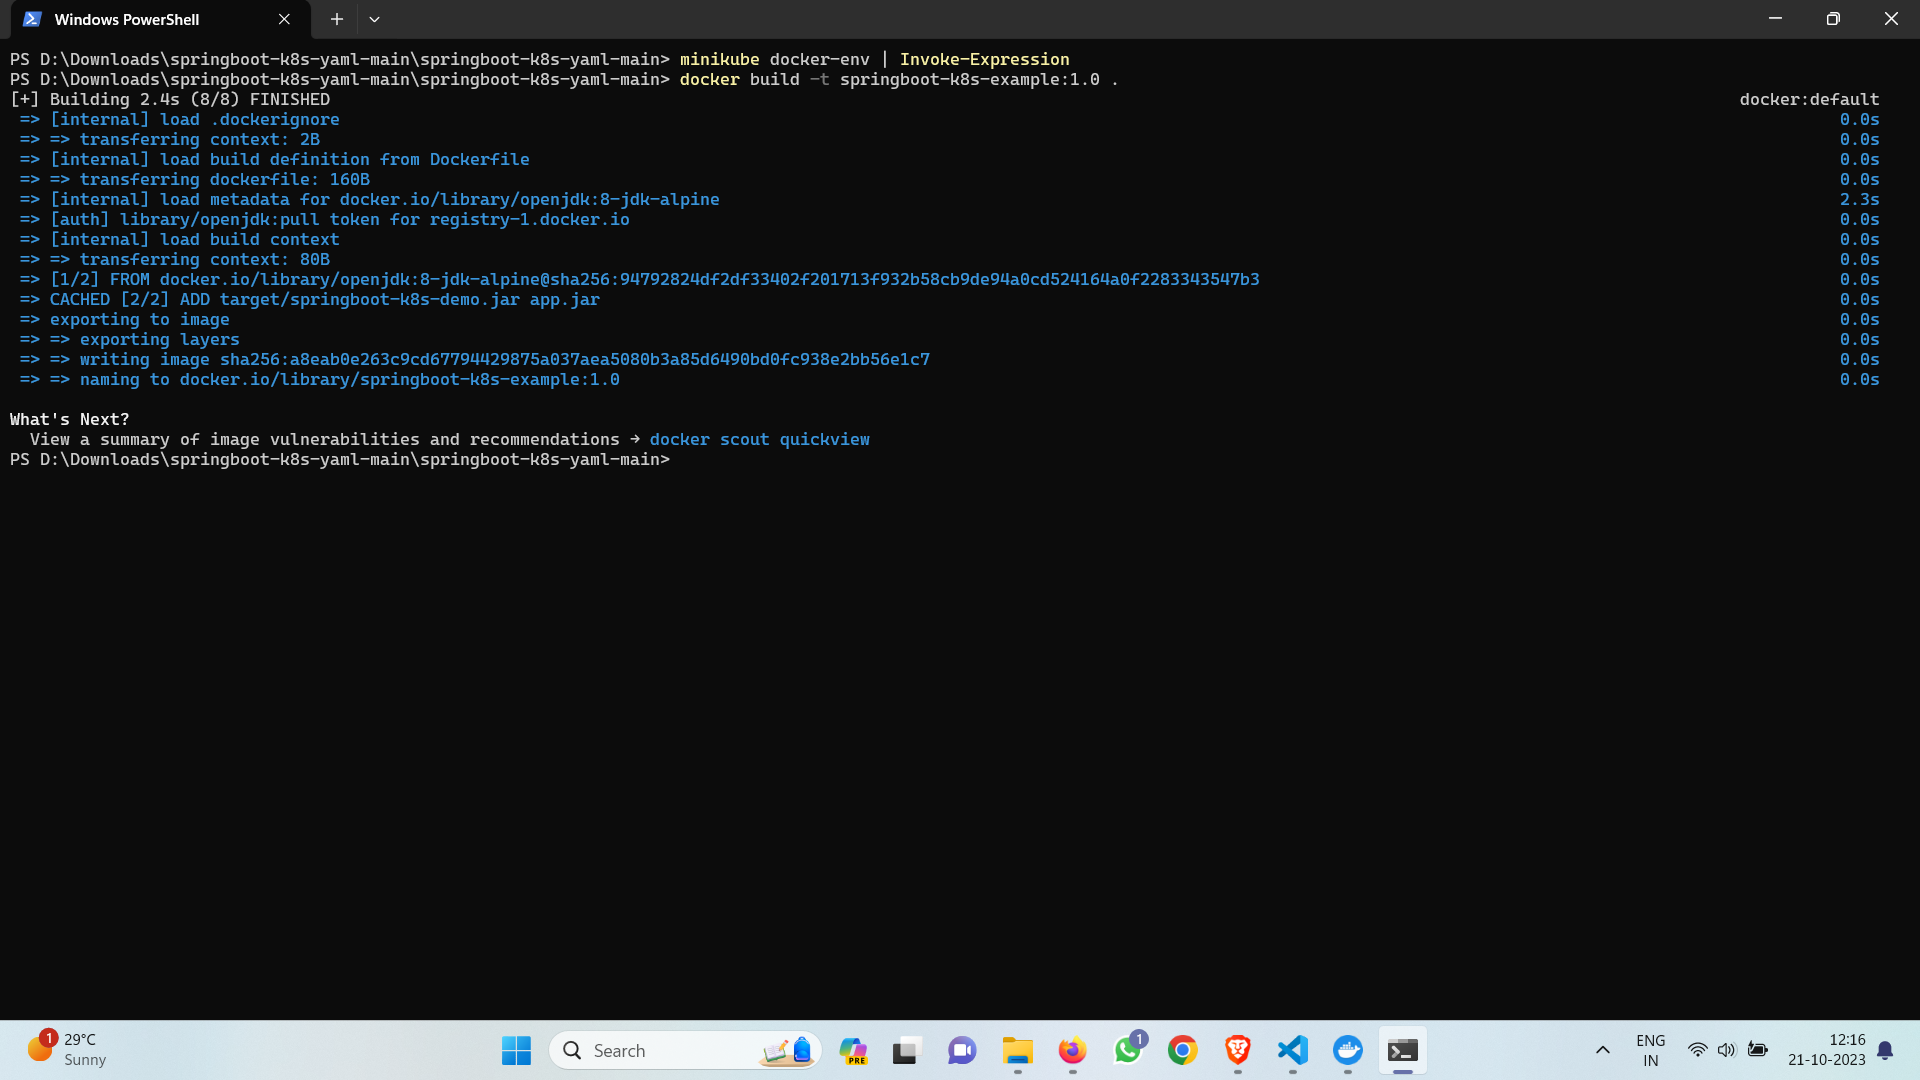 Windows PowerShell
PS D:\Downloads\springboot-k8s-yaml-main\springboot-k8s-yaml-main> minikube docker-env | Invoke-Expression
PS D:\Downloads\springboot-k8s-yaml-main\springboot-k8s-yaml-main> docker build -t springboot-k8s-example:1.0 .
[+] Building 2.4s (8/8) FINISHED docker:default
=> [internal] load .dockerignore 0.0s
=> => transferring context: 2B 0.0s
=> [internal] load build definition from Dockerfile 0.0s
=> => transferring dockerfile: 160B 0.0s
=> [internal] load metadata for docker.io/library/openjdk:8-jdk-alpine 2.3s
=> [auth] library/openjdk:pull token for registry-1.docker.io 0.0s
=> [internal] load build context 0.0s
=> => transferring context: 80B 0.0s
=> [1/2] FROM docker.io/library/openjdk:8-jdk-alpine@sha256:94792824df2df33402f201713f932b58cb9de94a0cd524164a0f2283343547b3 0.0s
=> CACHED [2/2] ADD target/springboot-k8s-demo.jar app.jar 0.0s
=> exporting to image 0.0s
=> => exporting layers 0.0s
=> => writing image sha256:a8eab0e263c9cd67794429875a037aea5080b3a85d6490bd0fc938e2bb56e1c7 0.0s
=> => naming to docker.io/library/springboot-k8s-example:1.0 0.0s
What's Next?
View a summary of image vulnerabilities and recommendations → docker scout quickview
PS D:\Downloads\springboot-k8s-yaml-main\springboot-k8s-yaml-main>
1
29°C
Sunny
Search
PRE
1
ENG
IN
12:16
21-10-2023